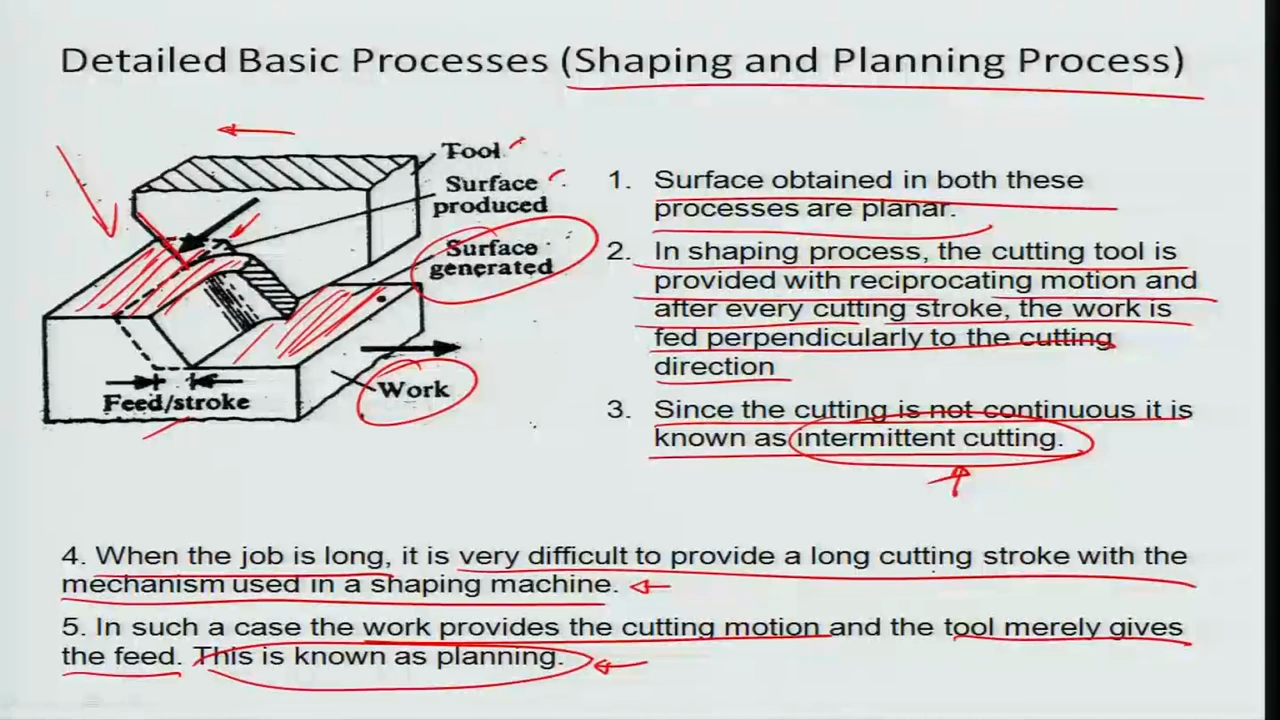 Detailed Basic Processes (Shaping and Planning Process)
Tool
Surface
produced
Surface
generated
Work
Feed/stroke
1. Surface obtained in both these
processes are planar.
2. In shaping process, the cutting tool is
provided with reciprocating motion and
after every cutting stroke, the work is
fed perpendicularly to the cutting
direction
3. Since the cutting is not continuous it is
known as intermittent cutting.
4. When the job is long, it is very difficult to provide a long cutting stroke with the
mechanism used in a shaping machine.
5. In such a case the work provides the cutting motion and the tool merely gives
the feed. This is known as planning.